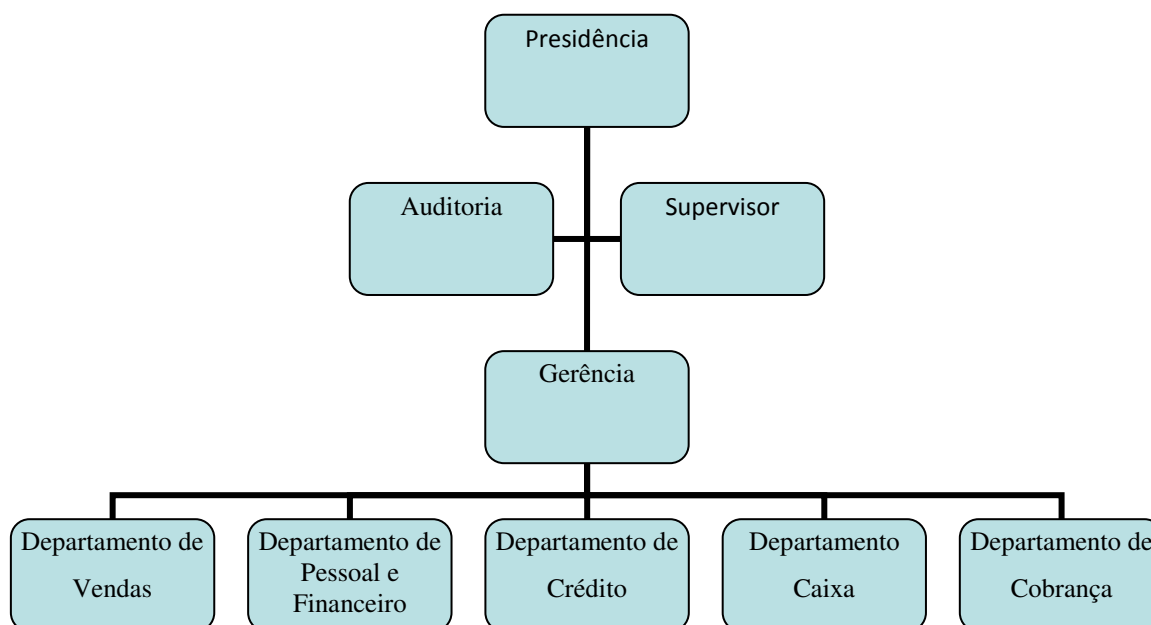 Presidência
Auditoria
Supervisor
Gerência
Departamento de
Vendas
Departamento de
Pessoal e
Financeiro
Departamento de
Crédito
Departamento
Caixa
Departamento de
Cobrança